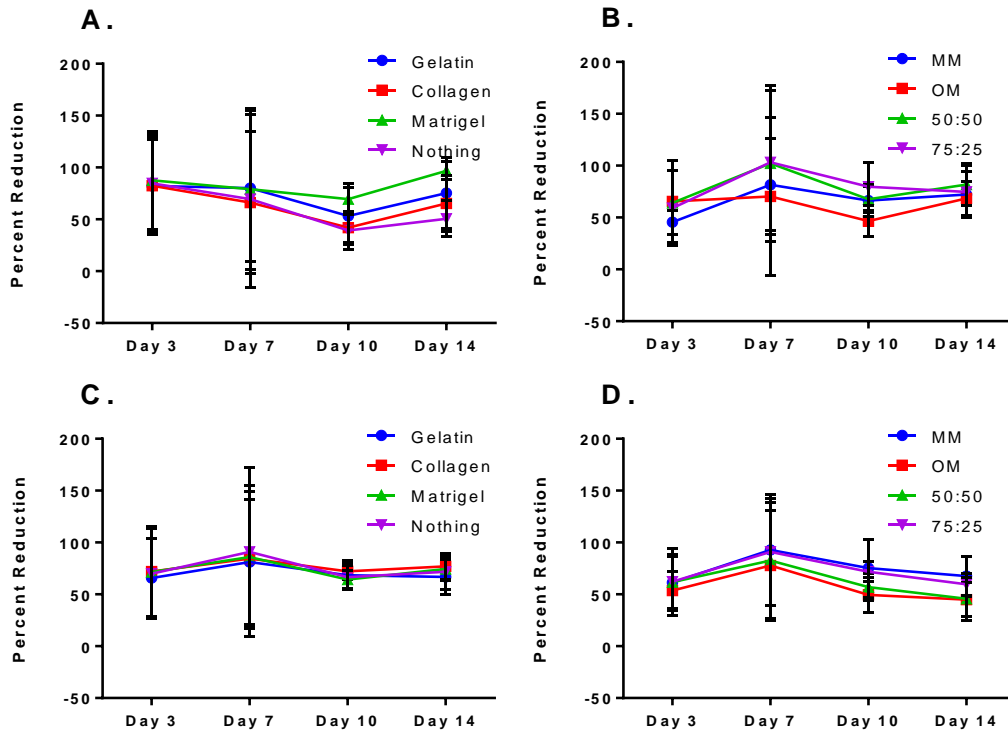 A.
Percent Reduction
200
150
100
50
0
-50
Day 3 Day 7 Day 10 Day 14
Gelatin
Collagen
Matrigel
Nothing
B.
Percent Reduction
200
150
100
50
0
-50
Day 3 Day 7 Day 10 Day 14
MM
OM
50:50
75:25
C.
Percent Reduction
200
150
100
50
0
-50
Day 3 Day 7 Day 10 Day 14
Gelatin
Collagen
Matrigel
Nothing
D.
Percent Reduction
200
150
100
50
0
-50
Day 3 Day 7 Day 10 Day 14
MM
OM
50:50
75:25